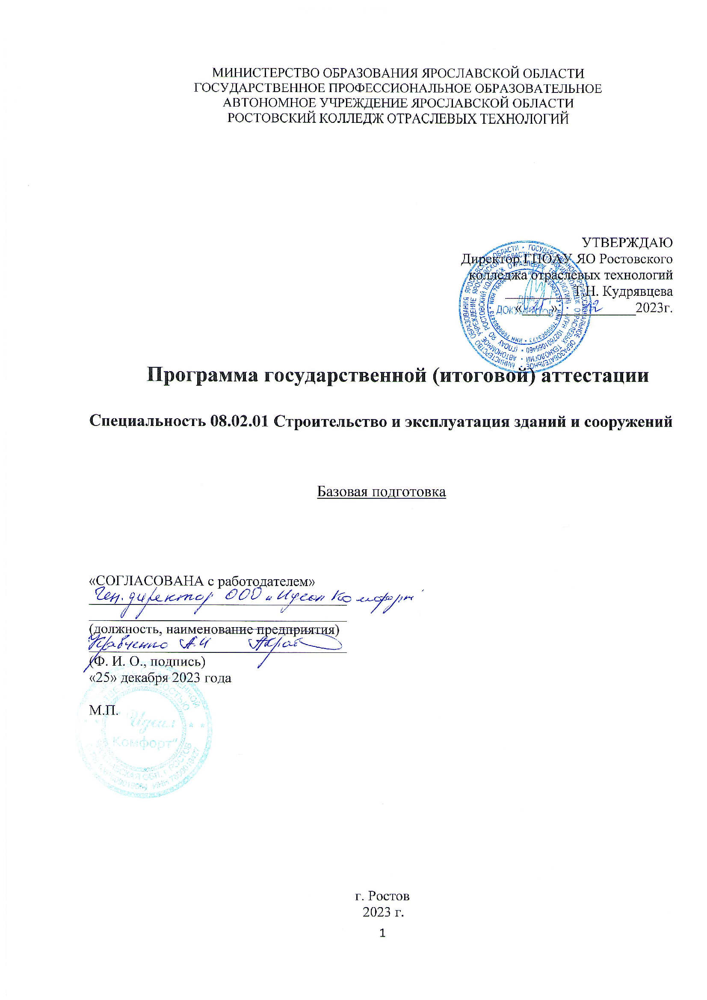 МИНИСТЕРСТВО ОБРАЗОВАНИЯ ЯРОСЛАВСКОЙ ОБЛАСТИ
ГОСУДАРСТВЕННОЕ ПРОФЕССИОНАЛЬНОЕ ОБРАЗОВАТЕЛЬНОЕ
АВТОНОМНОЕ УЧРЕЖДЕНИЕ ЯРОСЛАВСКОЙ ОБЛАСТИ
РОСТОВСКИЙ КОЛЛЕДЖ ОТРАСЛЕВЫХ ТЕХНОЛОГИЙ
УТВЕРЖДАЮ
Директор ГПОАУ ЯО Ростовского
колледжа отраслевых технологий
Т.Н. Кудрявцева
«____» 12 2023г.
ДЛЯ
ДОКУМЕНТОВ
Программа государственной (итоговой) аттестации
Специальность 08.02.01 Строительство и эксплуатация зданий и сооружений
Базовая подготовка
«СОГЛАСОВАНА с работодателем»
Ген. директор ООО "Идеал Комфорт"
(должность, наименование предприятия)
Кравченко А.И
(Ф. И. О., подпись)
«25» декабря 2023 года
М.П.
"Идеал
Комфорт"
г. Ростов
2023 г.
1